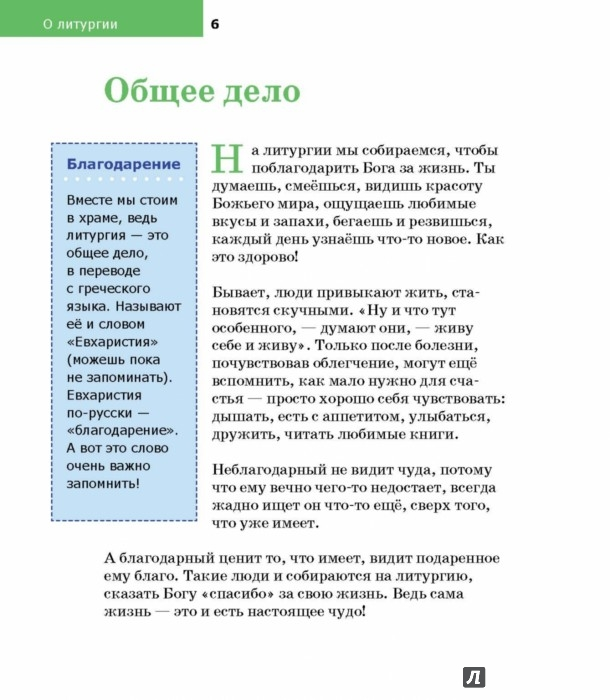 О литургии
6
Общее дело
Благодарение
Вместе мы стоим
в храме, ведь
литургия — это
общее дело,
в переводе
с греческого
языка. Называют
её и словом
«Евхаристия»
(можешь пока
не запоминать).
Евхаристия
по-русски —
«благодарение».
А вот это слово
очень важно
запомнить!
На литургии мы собираемся, чтобы
поблагодарить Бога за жизнь. Ты
думаешь, смеёшься, видишь красоту
Божьего мира, ощущаешь любимые
вкусы и запахи, бегаешь и резвишься,
каждый день узнаёшь что-то новое. Как
это здорово!
Бывает, люди привыкают жить, ста-
новятся скучными. «Ну и что тут
особенного, — думают они, — живу
себе и живу». Только после болезни,
почувствовав облегчение, могут ещё
вспомнить, как мало нужно для сча-
стья — просто хорошо себя чувствовать:
дышать, есть с аппетитом, улыбаться,
дружить, читать любимые книги.
Неблагодарный не видит чуда, потому
что ему вечно чего-то недостает, всегда
жадно ищет он что-то ещё, сверх того,
что уже имеет.
А благодарный ценит то, что имеет, видит подаренное
ему благо. Такие люди и собираются на литургию,
сказать Богу «спасибо» за свою жизнь. Ведь сама
жизнь — это и есть настоящее чудо!
Л